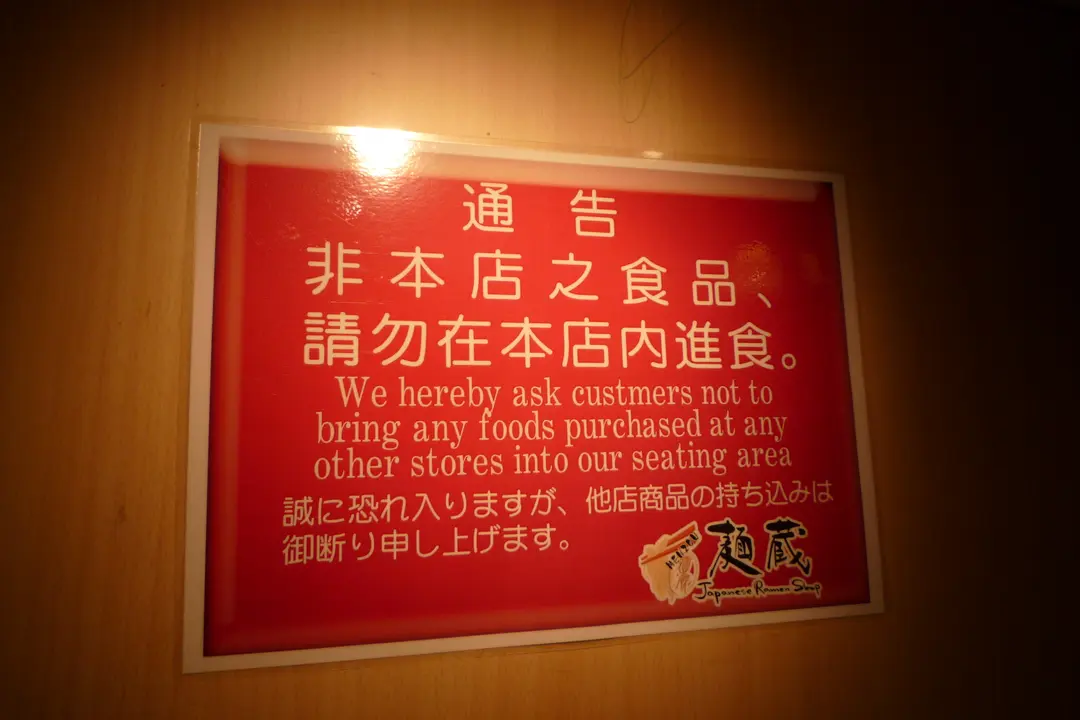 通告
非本店之食品、
請勿在本店内進食。
We hereby ask custmers not to
bring any foods purchased at any
other stores into our seating area
誠に恐れ入りますが、他店商品の持ち込みは
御断り申し上げます。
麺蔵
Japanese Ramen Shop